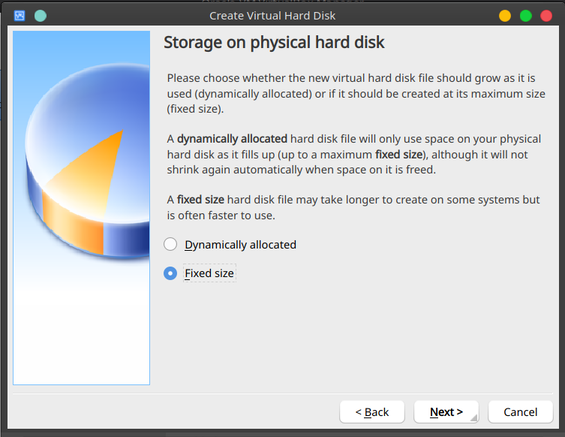 Create Virtual Hard Disk
Storage on physical hard disk
Please choose whether the new virtual hard disk file should grow as it is
used (dynamically allocated) or if it should be created at its maximum size
(fixed size).
A dynamically allocated hard disk file will only use space on your physical
hard disk as it fills up (up to a maximum fixed size), although it will not
shrink again automatically when space on it is freed.
A fixed size hard disk file may take longer to create on some systems but
is often faster to use.
Dynamically allocated
Fixed size
< Back
Next >
Cancel